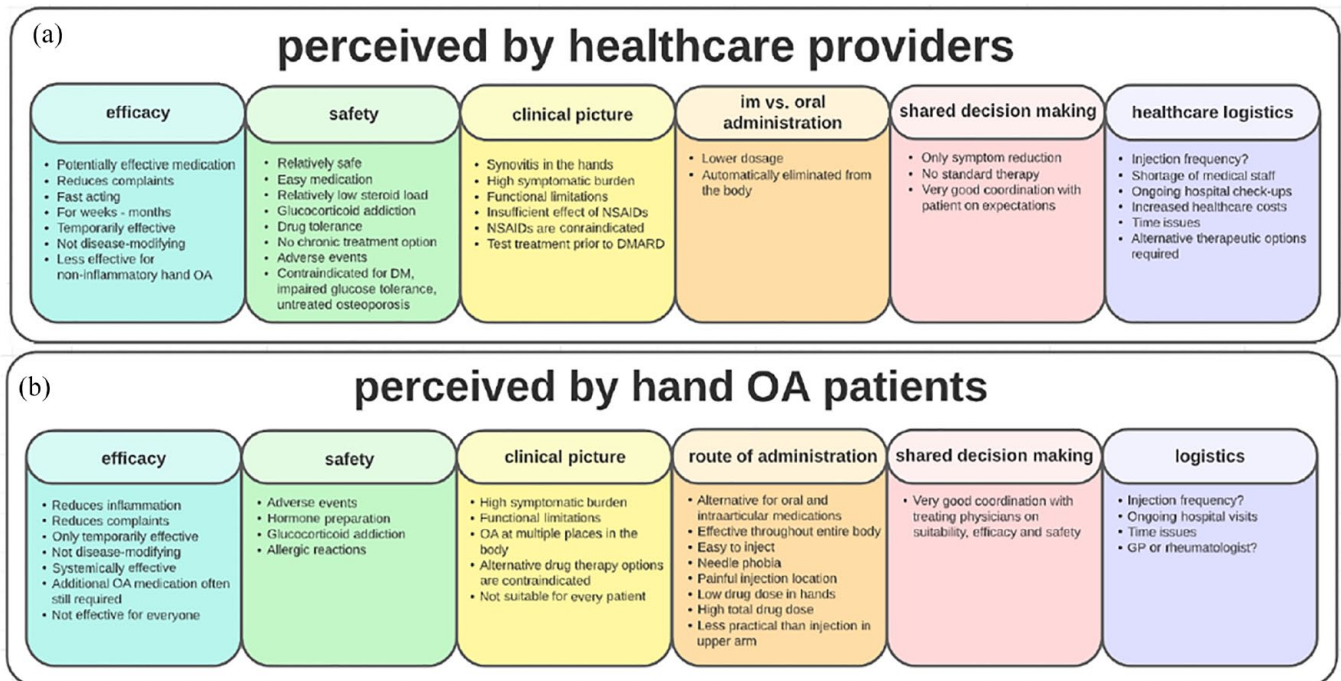 (a)
perceived by healthcare providers
efficacy
• Potentially effective medication
• Reduces complaints
• Fast acting
• For weeks - months
• Temporarily effective
• Not disease-modifying
• Less effective for
non-inflammatory hand OA
safety
• Relatively safe
• Easy medication
• Relatively low steroid load
• Glucocorticoid addiction
• Drug tolerance
• No chronic treatment option
• Adverse events
• Contraindicated for DM,
impaired glucose tolerance,
untreated osteoporosis
clinical picture
• Synovitis in the hands
• High symptomatic burden
• Functional limitations
• Insufficient effect of NSAIDs
• NSAIDs are conraindicated
• Test treatment prior to DMARD
im vs. oral
administration
• Lower dosage
• Automatically eliminated from
the body
shared decision making
• Only symptom reduction
• No standard therapy
• Very good coordination with
patient on expectations
healthcare logistics
• Injection frequency?
• Shortage of medical staff
• Ongoing hospital check-ups
• Increased healthcare costs
• Time issues
• Alternative therapeutic options
required
(b)
perceived by hand OA patients
efficacy
• Reduces inflammation
• Reduces complaints
• Only temporarily effective
• Not disease-modifying
• Systemically effective
• Additional OA medication often
still required
• Not effective for everyone
safety
• Adverse events
• Hormone preparation
• Glucocorticoid addiction
• Allergic reactions
clinical picture
• High symptomatic burden
• Functional limitations
• OA at multiple places in the
body
• Alternative drug therapy options
are contraindicated
• Not suitable for every patient
route of administration
• Alternative for oral and
intraarticular medications
• Effective throughout entire body
• Easy to inject
• Needle phobia
• Painful injection location
• Low drug dose in hands
• High total drug dose
• Less practical than injection in
upper arm
shared decision making
• Very good coordination with
treating physicians on
suitability, efficacy and safety
logistics
• Injection frequency?
• Ongoing hospital visits
• Time issues
• GP or rheumatologist?